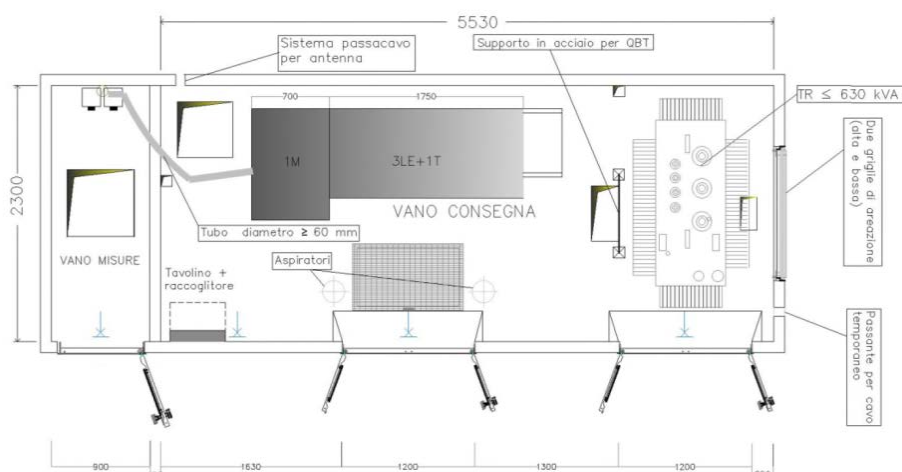 5530
Sistema passacavo
per antenna
Supporto in acciaio per QBT
TR ≤ 630 kVA
700
1750
1M
3LE+1T
2300
VANO CONSEGNA
Due griglie di areazione
(alta e bassa)
Tubo diametro ≥ 60 mm
VANO MISURE
Aspiratori
Tavolino +
raccoglitore
Passante per cavo
temporaneo
900
1630
1200
1300
1200